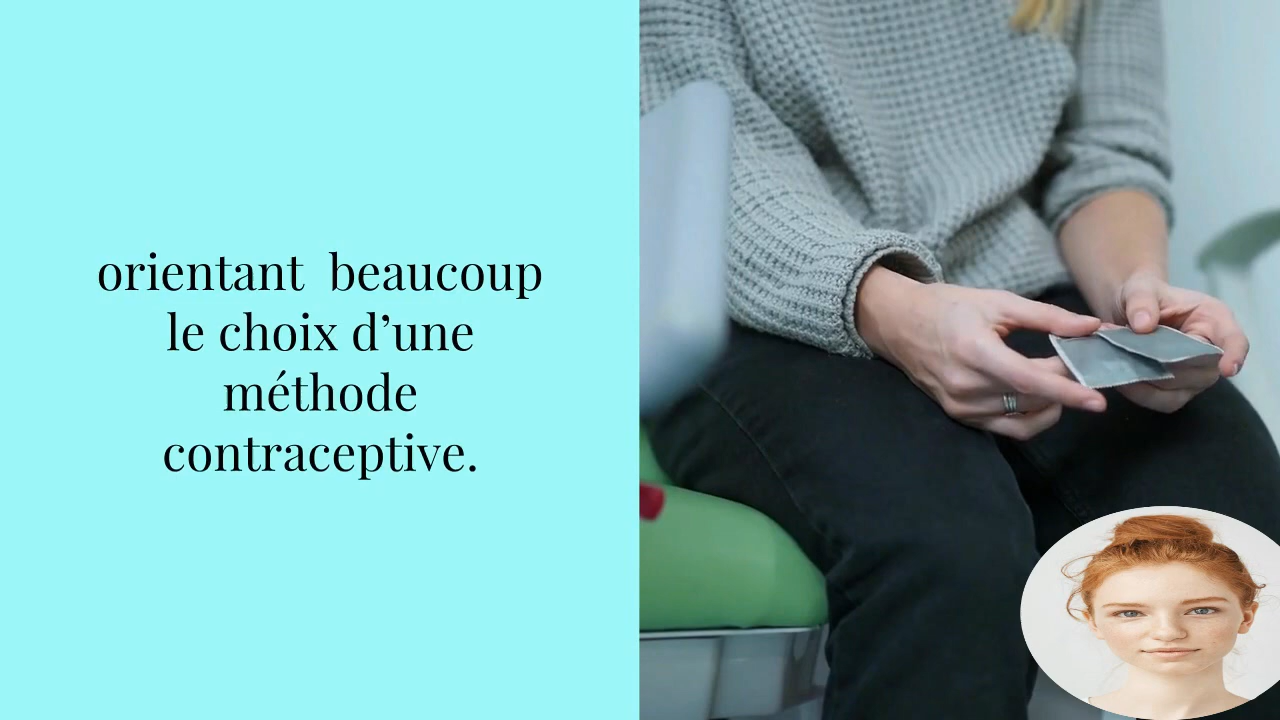 orientant  beaucoup
le choix d’une
méthode
contraceptive.